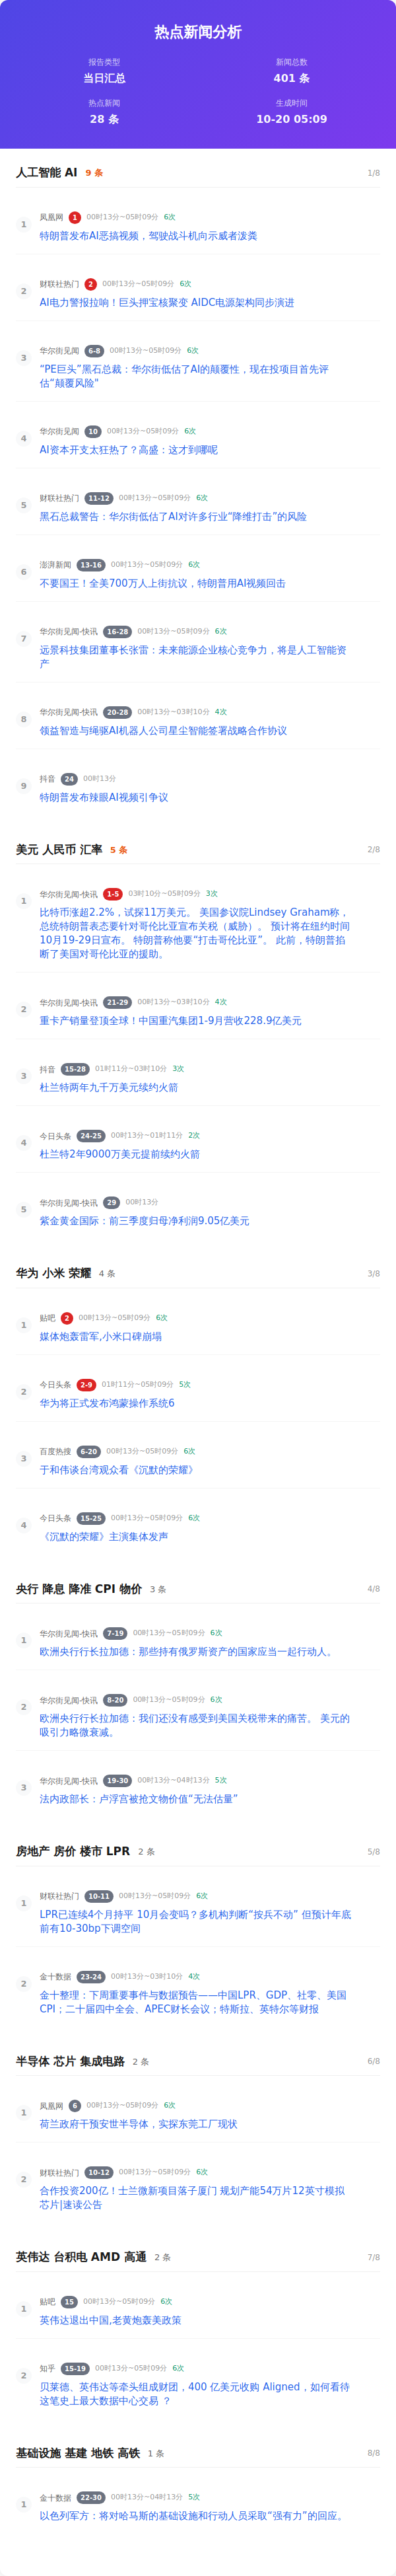 热点新闻分析
报告类型
当日汇总
新闻总数
401 条
热点新闻
28 条
生成时间
10-20 05:09
人工智能 AI 9 条 1/8
1
凤凰网 1 00时13分~05时09分 6次
特朗普发布AI恶搞视频，驾驶战斗机向示威者泼粪
2
财联社热门 2 00时13分~05时09分 6次
AI电力警报拉响！巨头押宝核聚变 AIDC电源架构同步演进
3
华尔街见闻 6-8 00时13分~05时09分 6次
“PE巨头”黑石总裁：华尔街低估了AI的颠覆性，现在投项目首先评
估“颠覆风险”
4
华尔街见闻 10 00时13分~05时09分 6次
AI资本开支太狂热了？高盛：这才到哪呢
5
财联社热门 11-12 00时13分~05时09分 6次
黑石总裁警告：华尔街低估了AI对许多行业“降维打击”的风险
6
澎湃新闻 13-16 00时13分~05时09分 6次
不要国王！全美700万人上街抗议，特朗普用AI视频回击
7
华尔街见闻-快讯 16-28 00时13分~05时09分 6次
远景科技集团董事长张雷：未来能源企业核心竞争力，将是人工智能资
产
8
华尔街见闻-快讯 20-28 00时13分~03时10分 4次
领益智造与绳驱AI机器人公司星尘智能签署战略合作协议
9
抖音 24 00时13分
特朗普发布辣眼AI视频引争议
美元 人民币 汇率 5 条 2/8
1
华尔街见闻-快讯 1-5 03时10分~05时09分 3次
比特币涨超2.2%，试探11万美元。 美国参议院Lindsey Graham称，
总统特朗普表态要针对哥伦比亚宣布关税（威胁）。 预计将在纽约时间
10月19-29日宣布。 特朗普称他要“打击哥伦比亚”。 此前，特朗普掐
断了美国对哥伦比亚的援助。
2
华尔街见闻-快讯 21-29 00时13分~03时10分 4次
重卡产销量登顶全球！中国重汽集团1-9月营收228.9亿美元
3
抖音 15-28 01时11分~03时10分 3次
杜兰特两年九千万美元续约火箭
4
今日头条 24-25 00时13分~01时11分 2次
杜兰特2年9000万美元提前续约火箭
5
华尔街见闻-快讯 29 00时13分
紫金黄金国际：前三季度归母净利润9.05亿美元
华为 小米 荣耀 4 条 3/8
1
贴吧 2 00时13分~05时09分 6次
媒体炮轰雷军,小米口碑崩塌
2
今日头条 2-9 01时11分~05时09分 5次
华为将正式发布鸿蒙操作系统6
3
百度热搜 6-20 00时13分~05时09分 6次
于和伟谈台湾观众看《沉默的荣耀》
4
今日头条 15-25 00时13分~05时09分 6次
《沉默的荣耀》主演集体发声
央行 降息 降准 CPI 物价 3 条 4/8
1
华尔街见闻-快讯 7-19 00时13分~05时09分 6次
欧洲央行行长拉加德：那些持有俄罗斯资产的国家应当一起行动人。
2
华尔街见闻-快讯 8-20 00时13分~05时09分 6次
欧洲央行行长拉加德：我们还没有感受到美国关税带来的痛苦。 美元的
吸引力略微衰减。
3
华尔街见闻-快讯 19-30 00时13分~04时13分 5次
法内政部长：卢浮宫被抢文物价值“无法估量”
房地产 房价 楼市 LPR 2 条 5/8
1
财联社热门 10-11 00时13分~05时09分 6次
LPR已连续4个月持平 10月会变吗？多机构判断“按兵不动” 但预计年底
前有10-30bp下调空间
2
金十数据 23-24 00时13分~03时10分 4次
金十整理：下周重要事件与数据预告——中国LPR、GDP、社零、美国
CPI；二十届四中全会、APEC财长会议；特斯拉、英特尔等财报
半导体 芯片 集成电路 2 条 6/8
1
凤凰网 6 00时13分~05时09分 6次
荷兰政府干预安世半导体，实探东莞工厂现状
2
财联社热门 10-12 00时13分~05时09分 6次
合作投资200亿！士兰微新项目落子厦门 规划产能54万片12英寸模拟
芯片|速读公告
英伟达 台积电 AMD 高通 2 条 7/8
1
贴吧 15 00时13分~05时09分 6次
英伟达退出中国,老黄炮轰美政策
2
知乎 15-19 00时13分~05时09分 6次
贝莱德、英伟达等牵头组成财团，400 亿美元收购 Aligned，如何看待
这笔史上最大数据中心交易 ？
基础设施 基建 地铁 高铁 1 条 8/8
1
金十数据 22-30 00时13分~04时13分 5次
以色列军方：将对哈马斯的基础设施和行动人员采取“强有力”的回应。